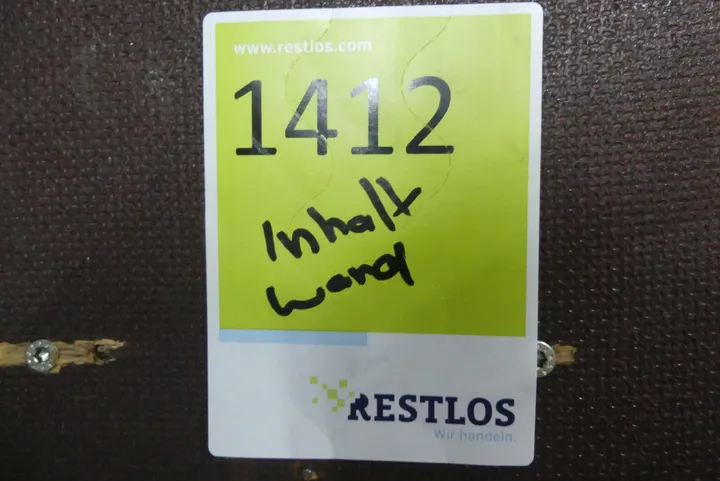 www.restlos.com
1412
Inhalt
Wand
RESTLOS
Wir handeln.